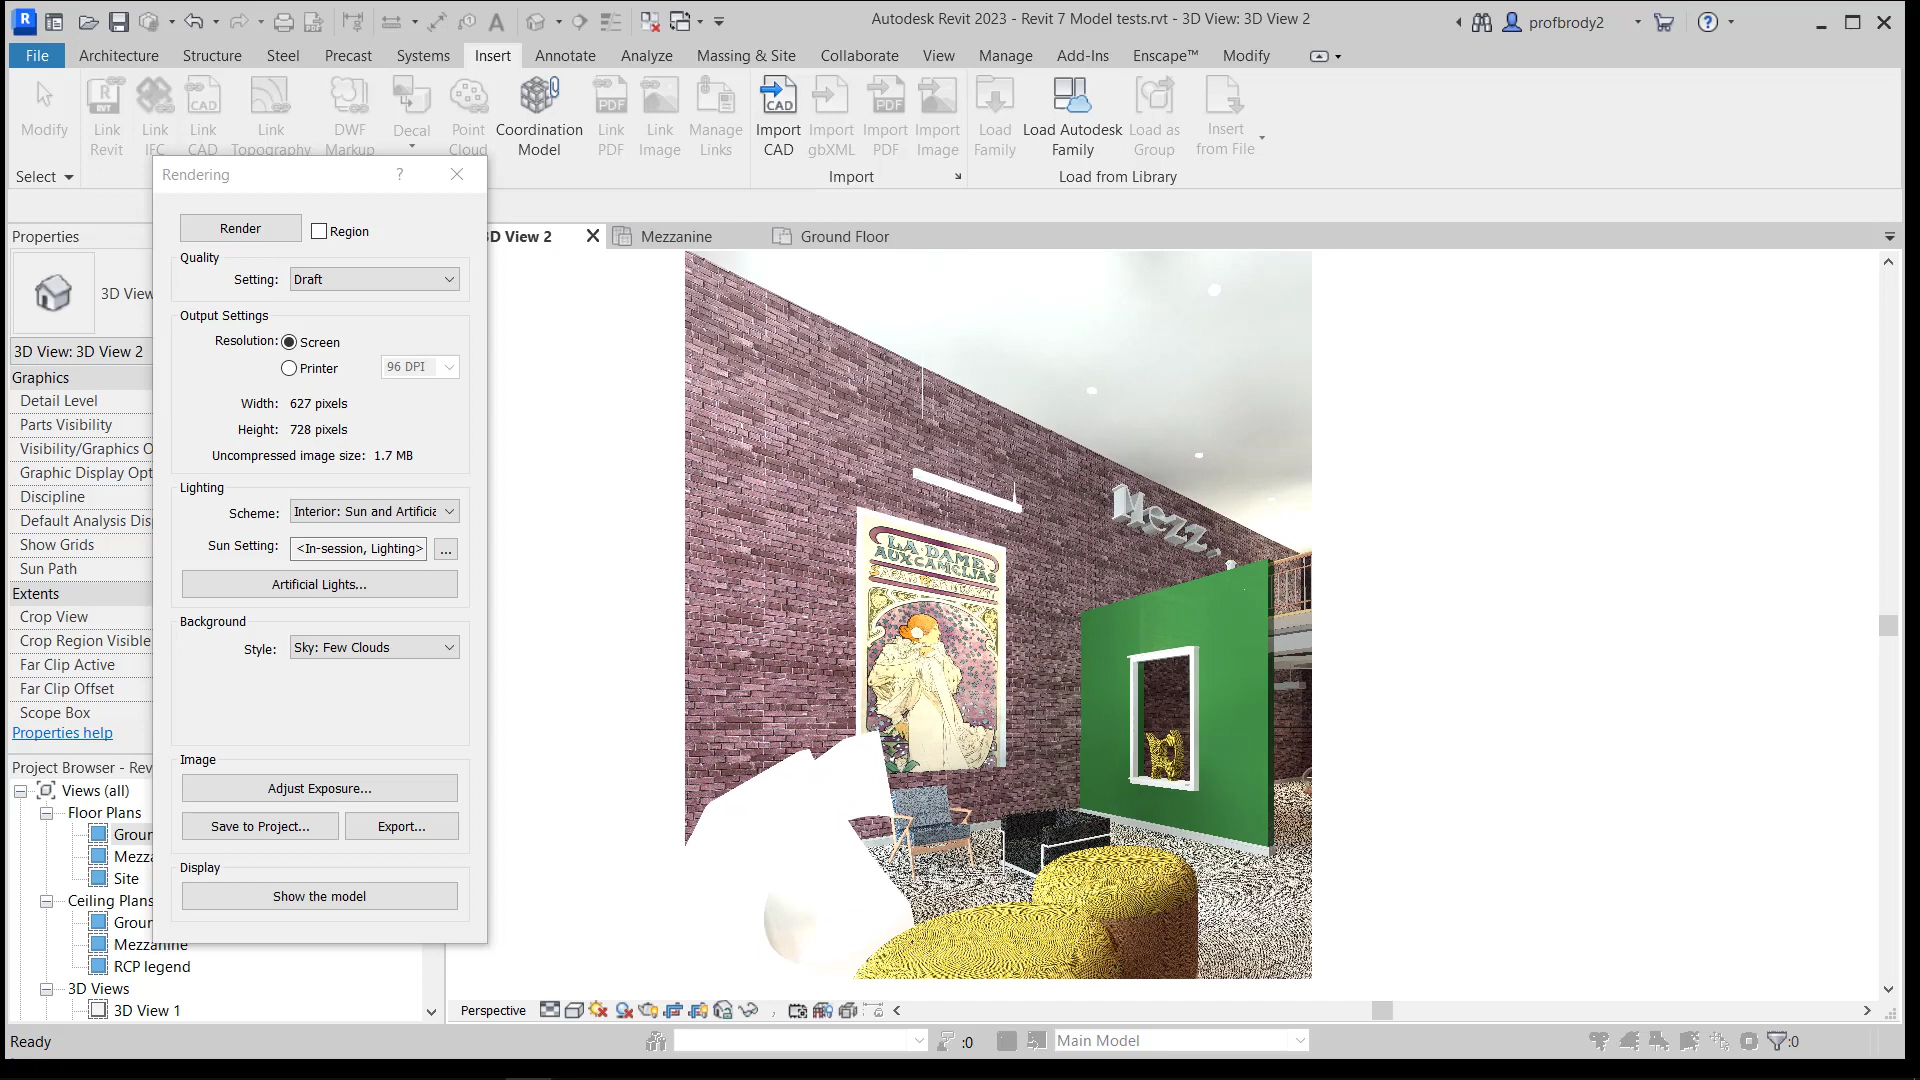 Autodesk Revit 2023 - Revit 7 Model tests.rvt - 3D View: 3D View 2
profbrody2
File Architecture Structure Steel Precast Systems Insert Annotate Analyze Massing & Site Collaborate View Manage Add-Ins Enscape™ Modify
Modify
Link Revit
Link IFC
Link CAD
Link Topography
DWF Markup
Decal
Point Cloud
Coordination Model
Link PDF
Link Image
Manage Links
Import CAD
Import gbXML
Import PDF
Import Image
Load Family
Load Autodesk Family
Load as Group
Insert from File
Select
Import
Load from Library
Rendering
?
Render
Region
Quality
Setting: Draft
Output Settings
Resolution: Screen
Printer
96 DPI
Width: 627 pixels
Height: 728 pixels
Uncompressed image size: 1.7 MB
Lighting
Scheme: Interior: Sun and Artificia
Sun Setting: <In-session, Lighting>
...
Artificial Lights...
Background
Style: Sky: Few Clouds
Image
Adjust Exposure...
Save to Project...
Export...
Display
Show the model
Properties
3D View
3D View: 3D View 2
Graphics
Detail Level
Parts Visibility
Visibility/Graphics O
Graphic Display Opt
Discipline
Default Analysis Dis
Show Grids
Sun Path
Extents
Crop View
Crop Region Visible
Far Clip Active
Far Clip Offset
Scope Box
Properties help
Project Browser - Rev
Views (all)
Floor Plans
Groun
Mezza
Site
Ceiling Plans
Groun
Mezzanine
RCP legend
3D Views
3D View 1
3D View 2
Mezzanine
Ground Floor
Mezz,
LA DAME
AUX CAMELIAS
Perspective
Ready
:0
Main Model
:0